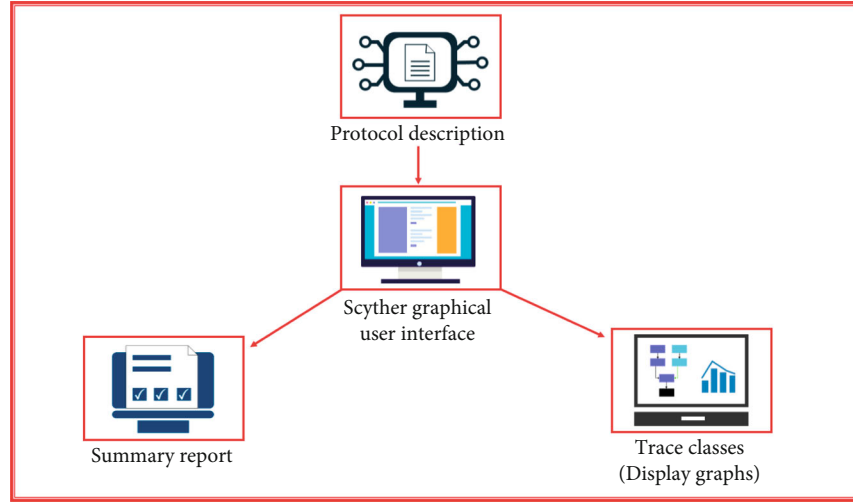 Protocol description
Scyther graphical
user interface
Summary report
Trace classes
(Display graphs)